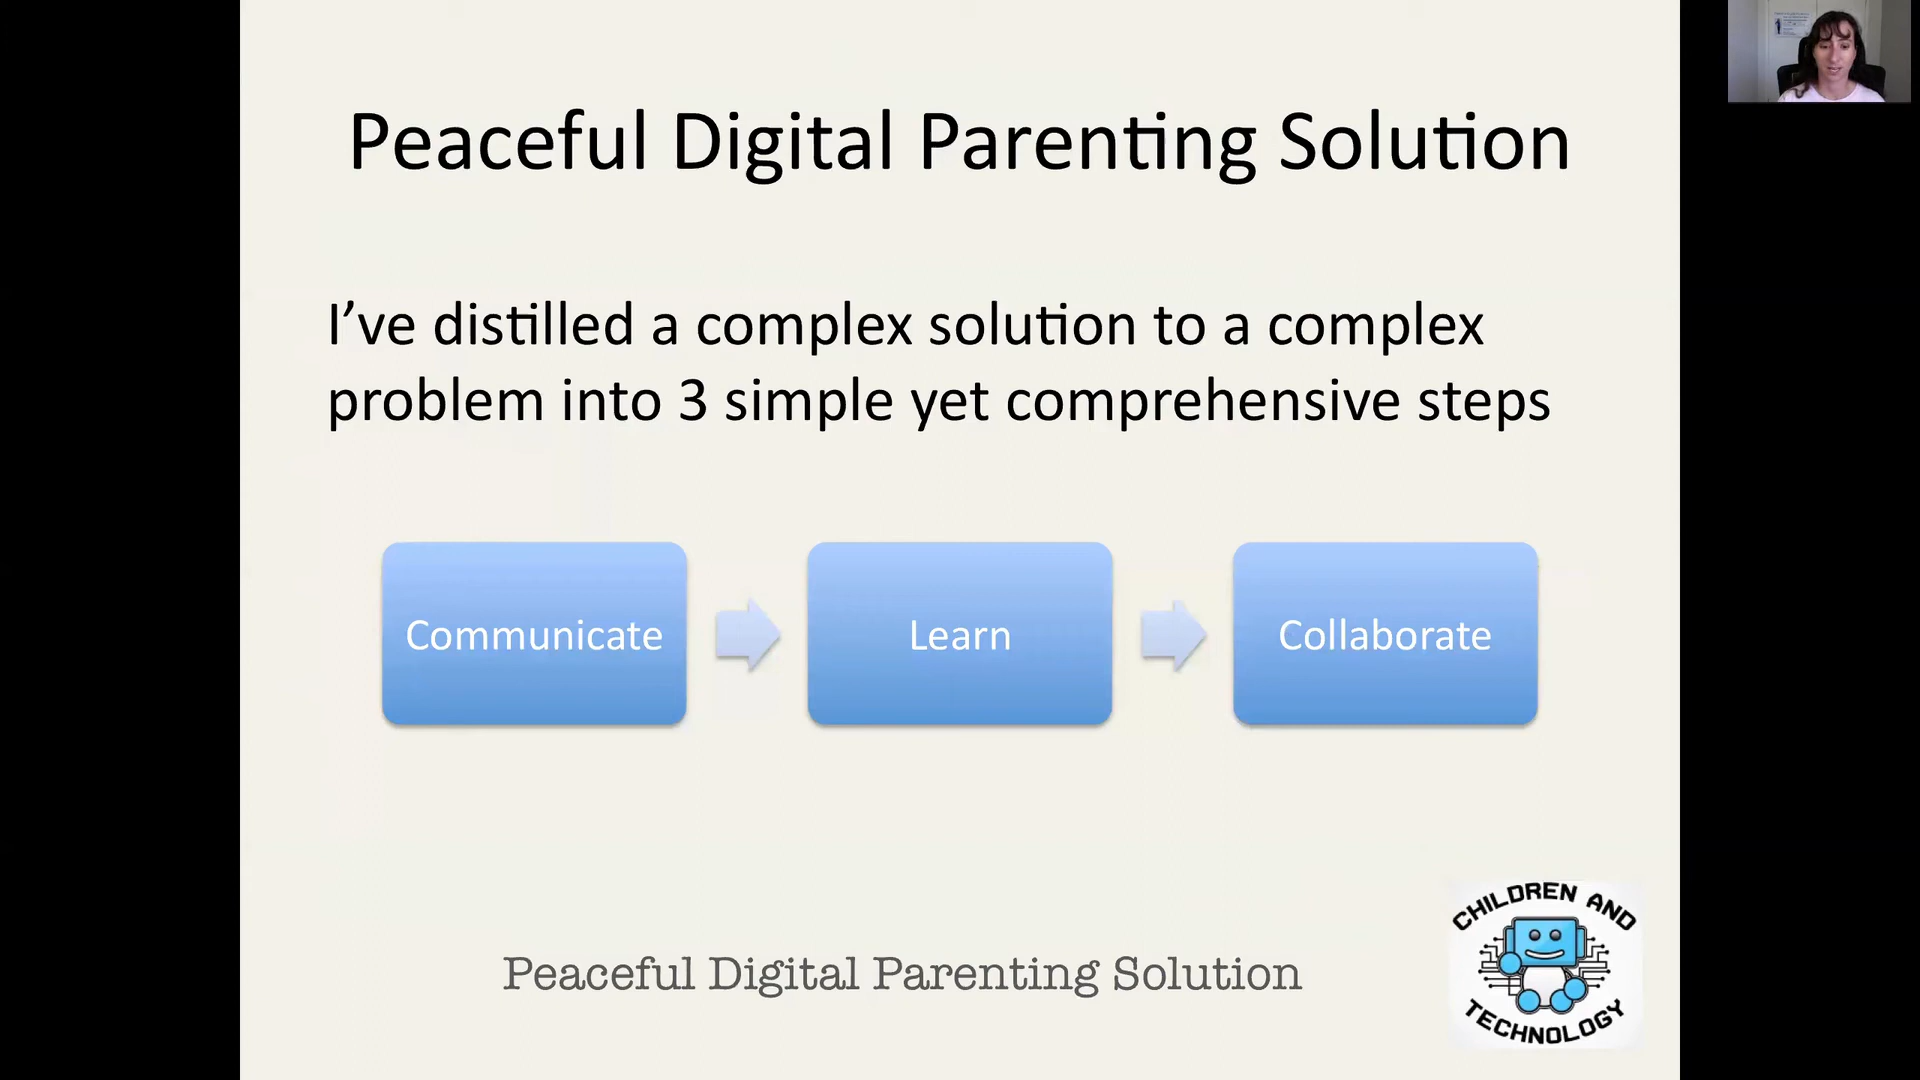 Peaceful Digital Parenting Solution
I’ve distilled a complex solution to a complex
problem into 3 simple yet comprehensive steps
Communicate
Learn
Collaborate
Peaceful Digital Parenting Solution
CHILDREN AND
TECHNOLOGY